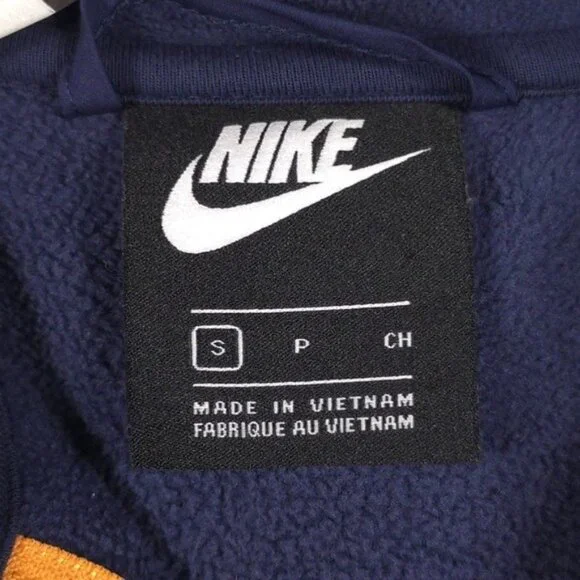 NIKE
S P CH
MADE IN VIETNAM
FABRIQUE AU VIETNAM